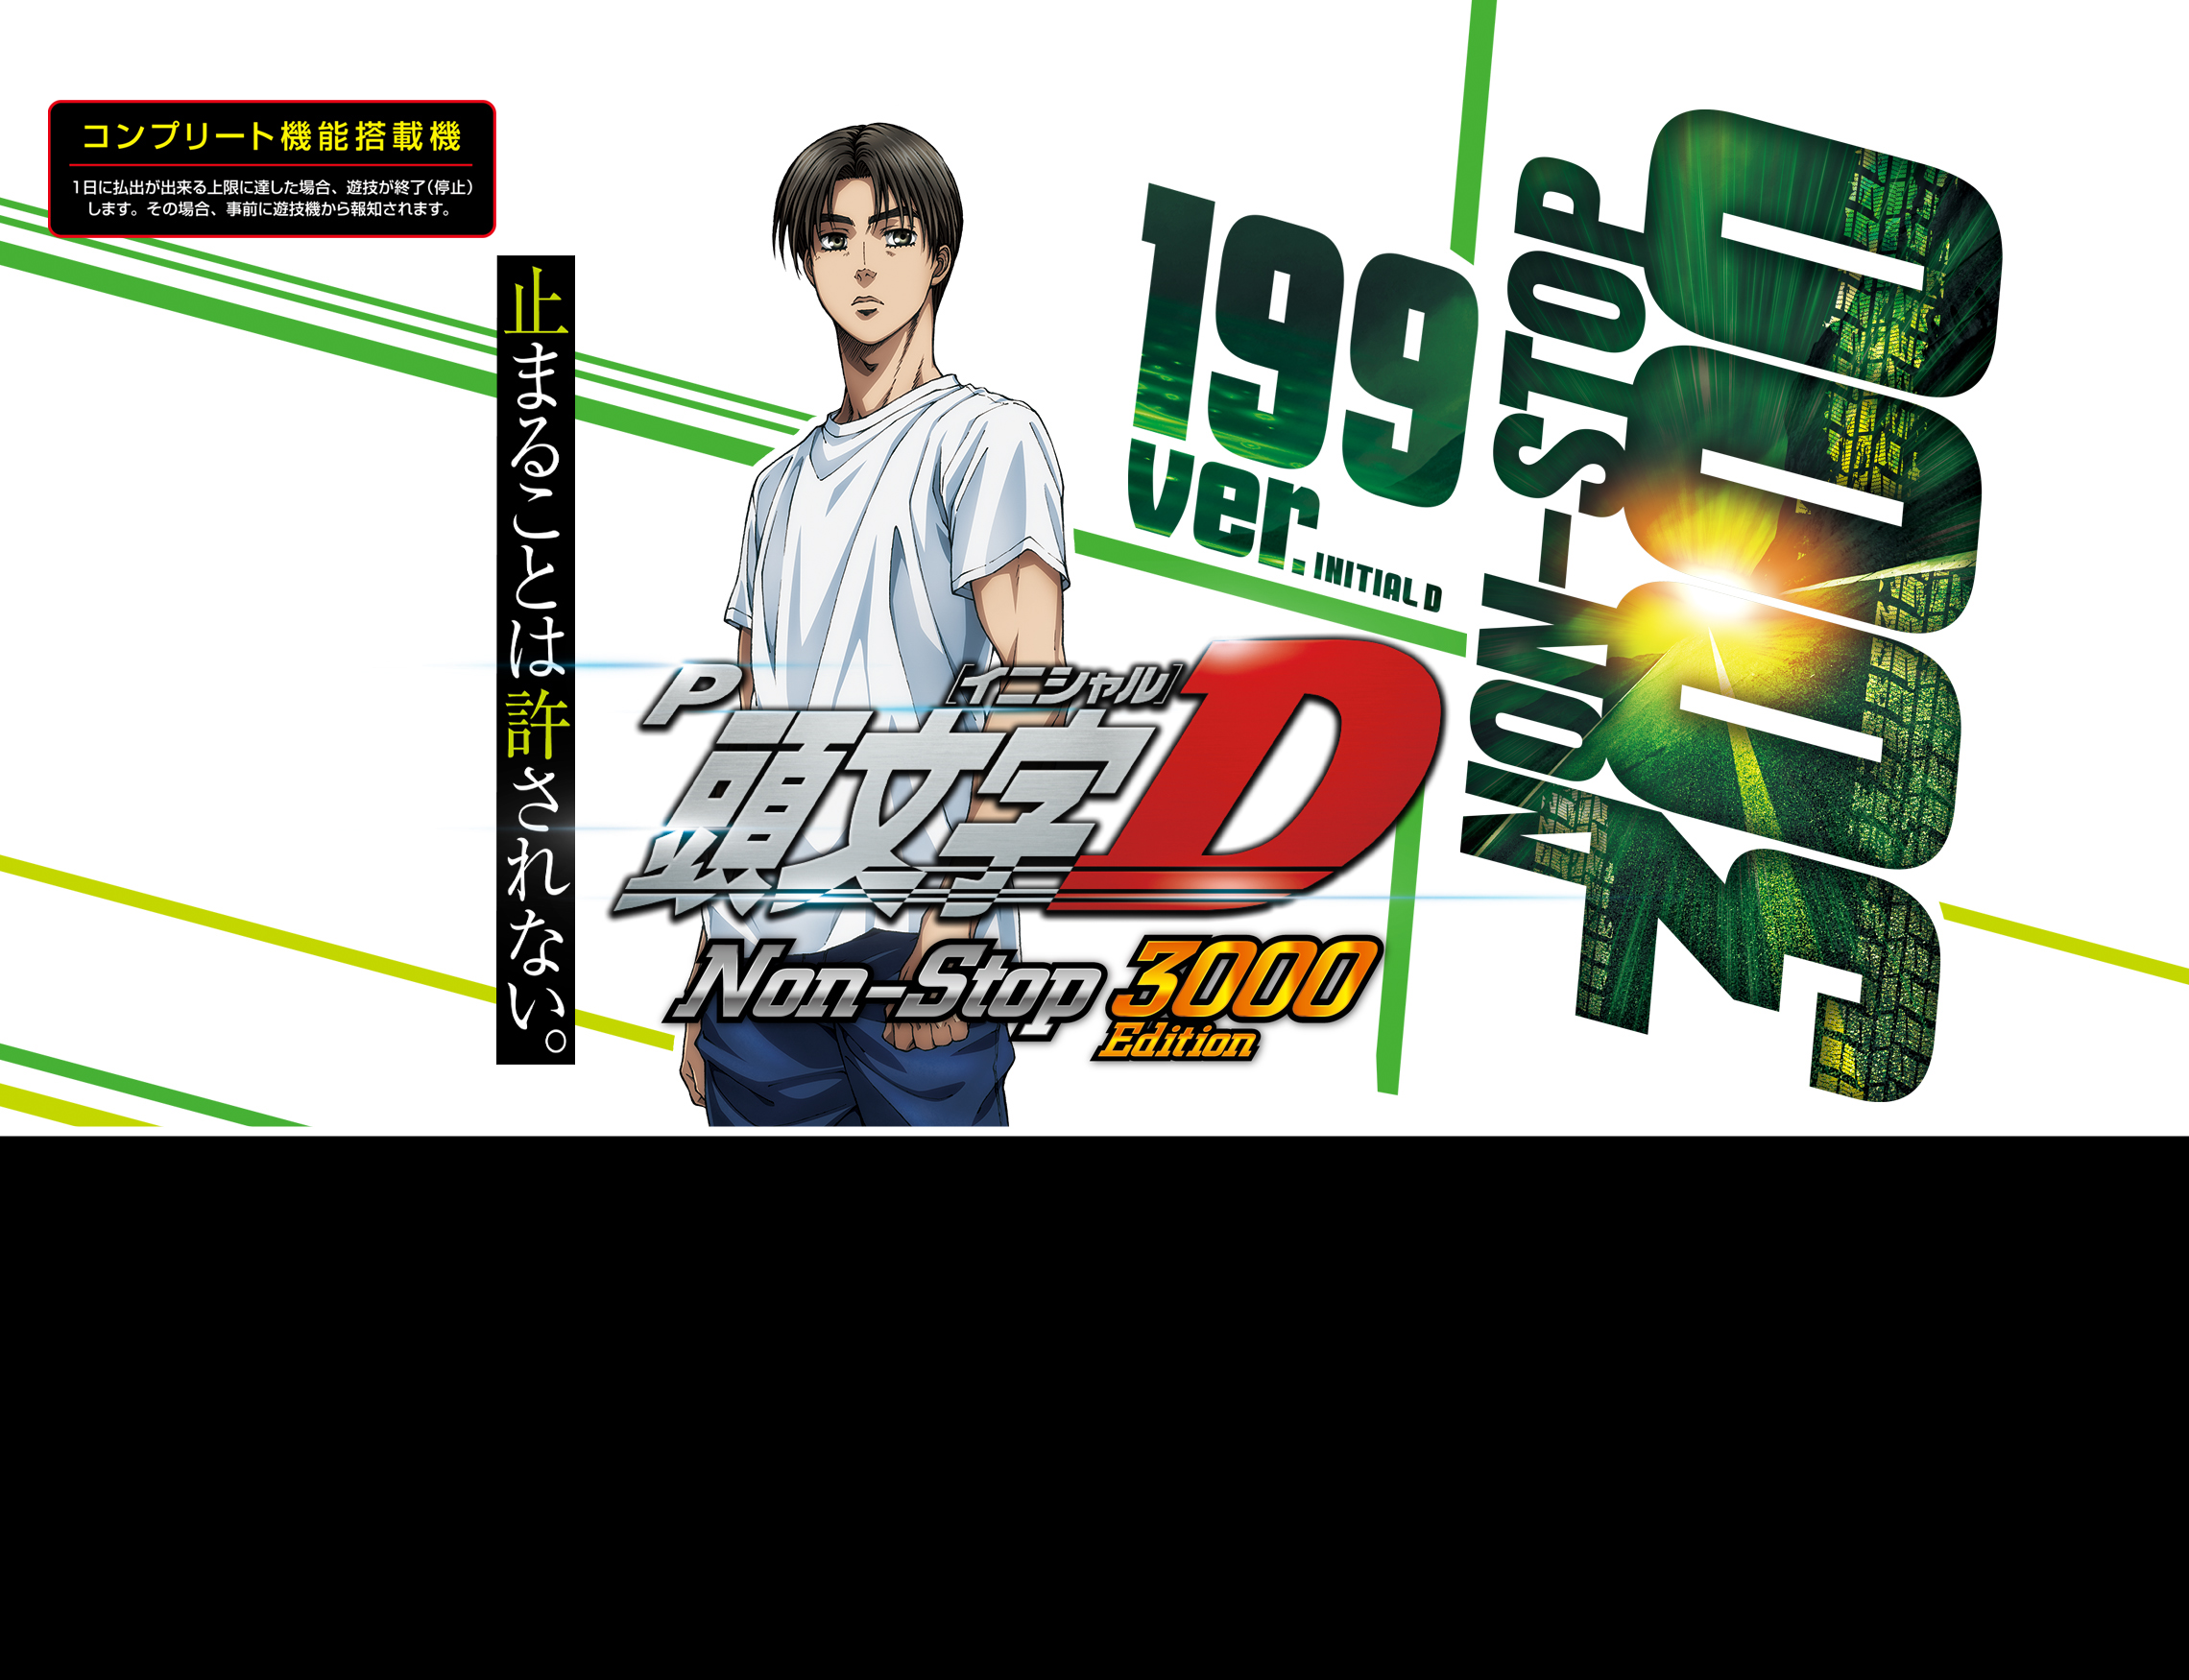 コンプリート機能搭載機
1日に払出が出来る上限に達した場合、遊技が終了(停止)
します。その場合、事前に遊技機から報知されます。
止まることは許されない。
199
ver.
INITIAL D
NON-STOP
3000
P
[イニシャル]
頭文字D
Non-Stop 3000
Edition